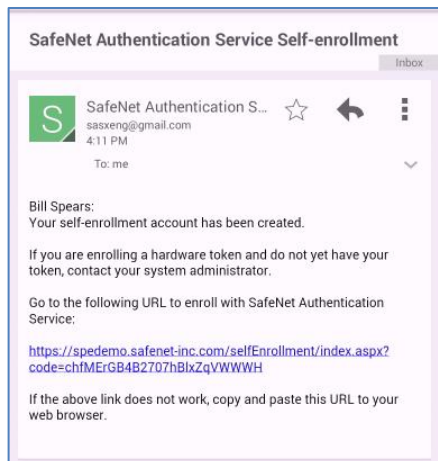 SafeNet Authentication Service Self-enrollment
Inbox
S
SafeNet Authentication S...
sasxeng@gmail.com
4:11 PM
To: me
Bill Spears:
Your self-enrollment account has been created.
If you are enrolling a hardware token and do not yet have your
token, contact your system administrator.
Go to the following URL to enroll with SafeNet Authentication
Service:
https://spedemo.safenet-inc.com/selfEnrollment/index.aspx?
code=chfMErGB4B2707hBlxZqVWWWH
If the above link does not work, copy and paste this URL to your
web browser.